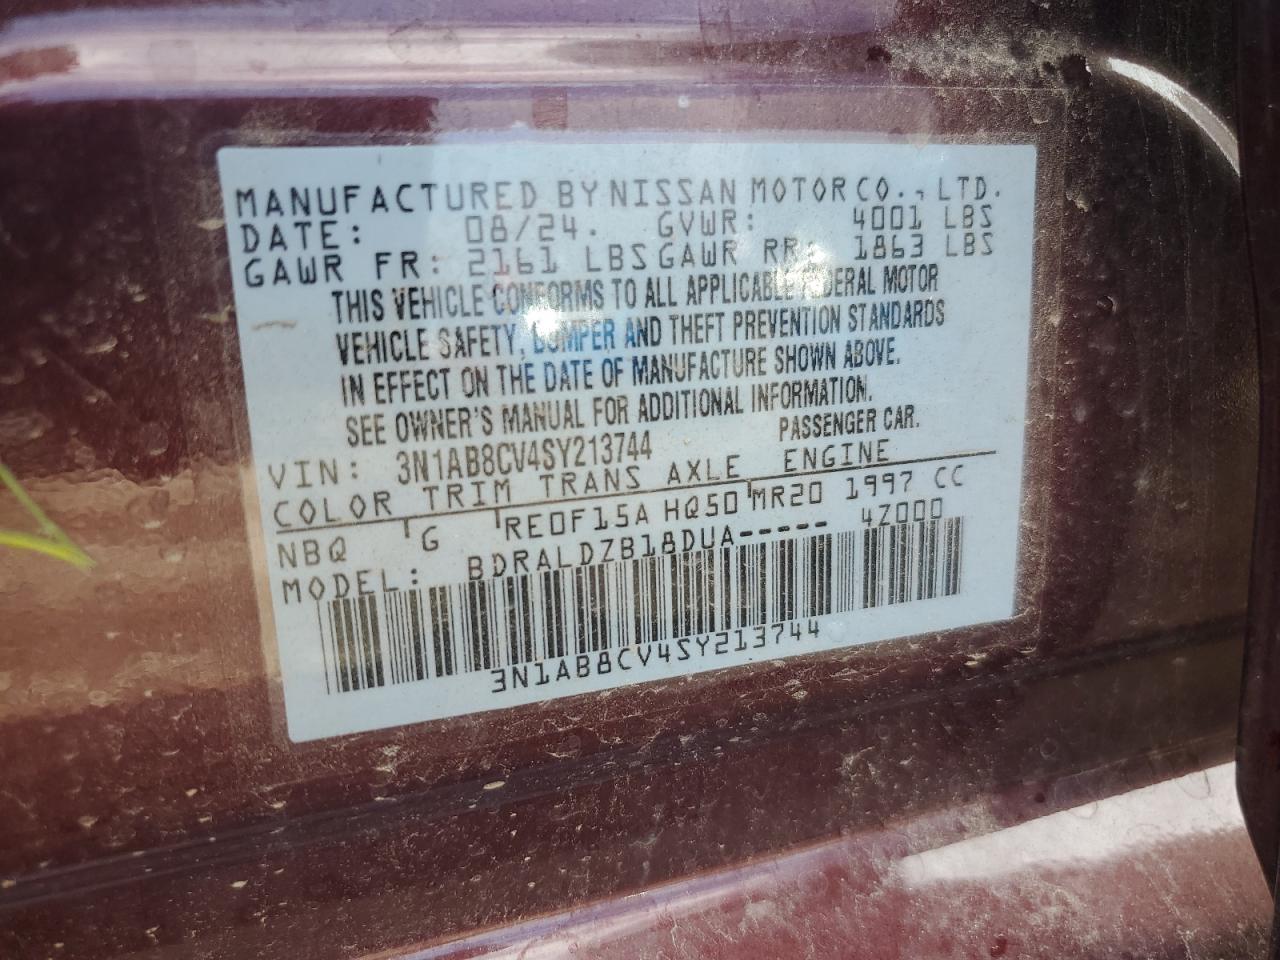 MANUFACTURED BY NISSAN MOTOR CO., LTD.
DATE: 08/24. GVWR: 4001 LBS
GAWR FR: 2161 LBS GAWR RR: 1863 LBS
THIS VEHICLE CONFORMS TO ALL APPLICABLE FEDERAL MOTOR
VEHICLE SAFETY, BUMPER AND THEFT PREVENTION STANDARDS
IN EFFECT ON THE DATE OF MANUFACTURE SHOWN ABOVE.
SEE OWNER'S MANUAL FOR ADDITIONAL INFORMATION.
VIN: 3N1AB8CV4SY213744 PASSENGER CAR.
COLOR TRIM TRANS AXLE ENGINE
NBQ G RE0F15A HQ50 MR20 1997 CC
MODEL: BDRALDZB18DUA----- 4Z000
3N1AB8CV4SY213744